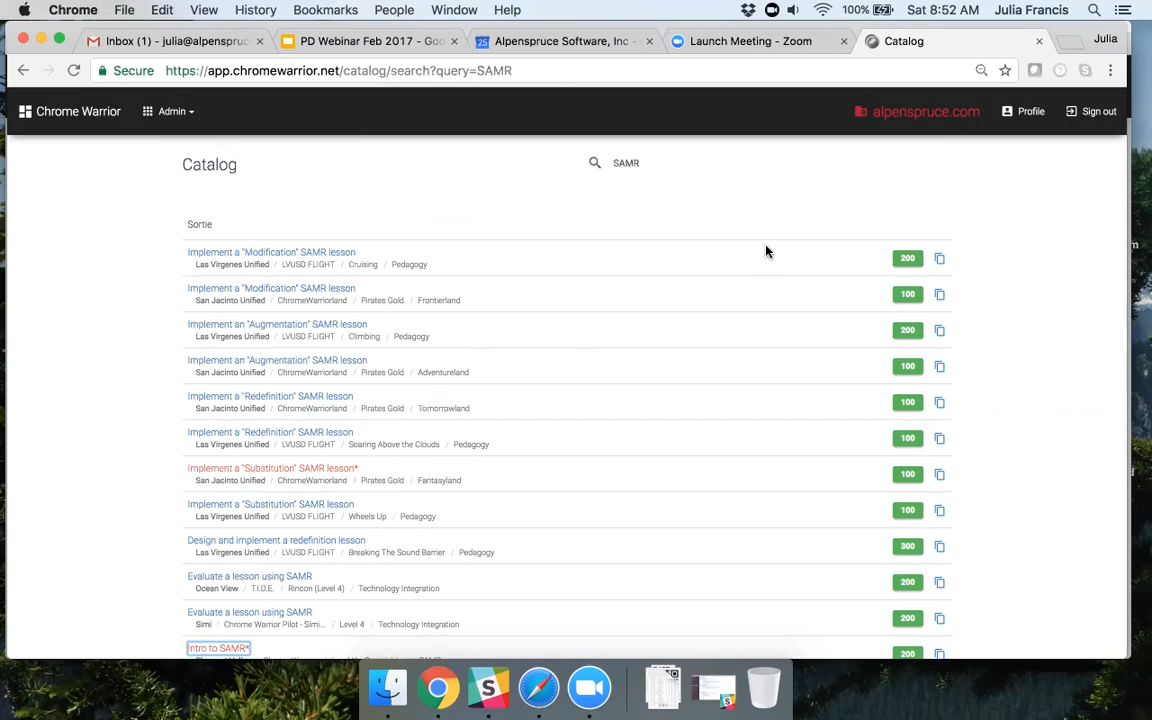 Chrome File Edit View History Bookmarks People Window Help 100% Sat 8:52 AM Julia Francis
Inbox (1) - julia@alpenspruc × PD Webinar Feb 2017 - Goo × Alpenspruce Software, Inc - × Launch Meeting - Zoom × Catalog × Julia
Secure https://app.chromewarrior.net/catalog/search?query=SAMR
Chrome Warrior Admin alpenspruce.com Profile Sign out
Catalog SAMR
Sortie
Implement a "Modification" SAMR lesson
Las Virgenes Unified / LVUSD FLIGHT / Cruising / Pedagogy 200
Implement a "Modification" SAMR lesson
San Jacinto Unified / ChromeWarriorland / Pirates Gold / Frontierland 100
Implement an "Augmentation" SAMR lesson
Las Virgenes Unified / LVUSD FLIGHT / Climbing / Pedagogy 200
Implement an "Augmentation" SAMR lesson
San Jacinto Unified / ChromeWarriorland / Pirates Gold / Adventureland 100
Implement a "Redefinition" SAMR lesson
San Jacinto Unified / ChromeWarriorland / Pirates Gold / Tomorrowland 100
Implement a "Redefinition" SAMR lesson
Las Virgenes Unified / LVUSD FLIGHT / Soaring Above the Clouds / Pedagogy 100
Implement a "Substitution" SAMR lesson*
San Jacinto Unified / ChromeWarriorland / Pirates Gold / Fantasyland 100
Implement a "Substitution" SAMR lesson
Las Virgenes Unified / LVUSD FLIGHT / Wheels Up / Pedagogy 100
Design and implement a redefinition lesson
Las Virgenes Unified / LVUSD FLIGHT / Breaking The Sound Barrier / Pedagogy 300
Evaluate a lesson using SAMR
Ocean View / T.I.D.E. / Rincon (Level 4) / Technology Integration 200
Evaluate a lesson using SAMR
Simi / Chrome Warrior Pilot - Simi... / Level 4 / Technology Integration 200
Intro to SAMR* 200